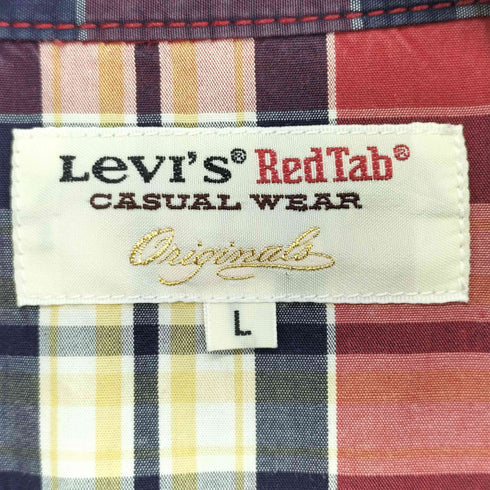 Levi's® RedTab®
CASUAL WEAR
Originals
L